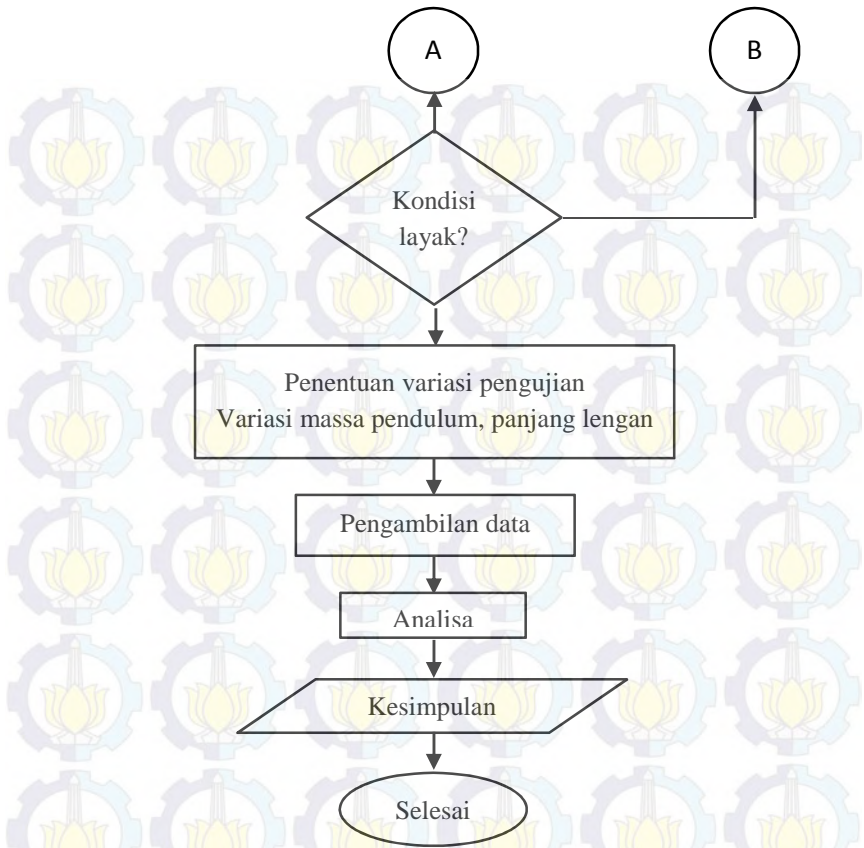 A
B
Kondisi
layak?
Penentuan variasi pengujian
Variasi massa pendulum, panjang lengan
Pengambilan data
Analisa
Kesimpulan
Selesai